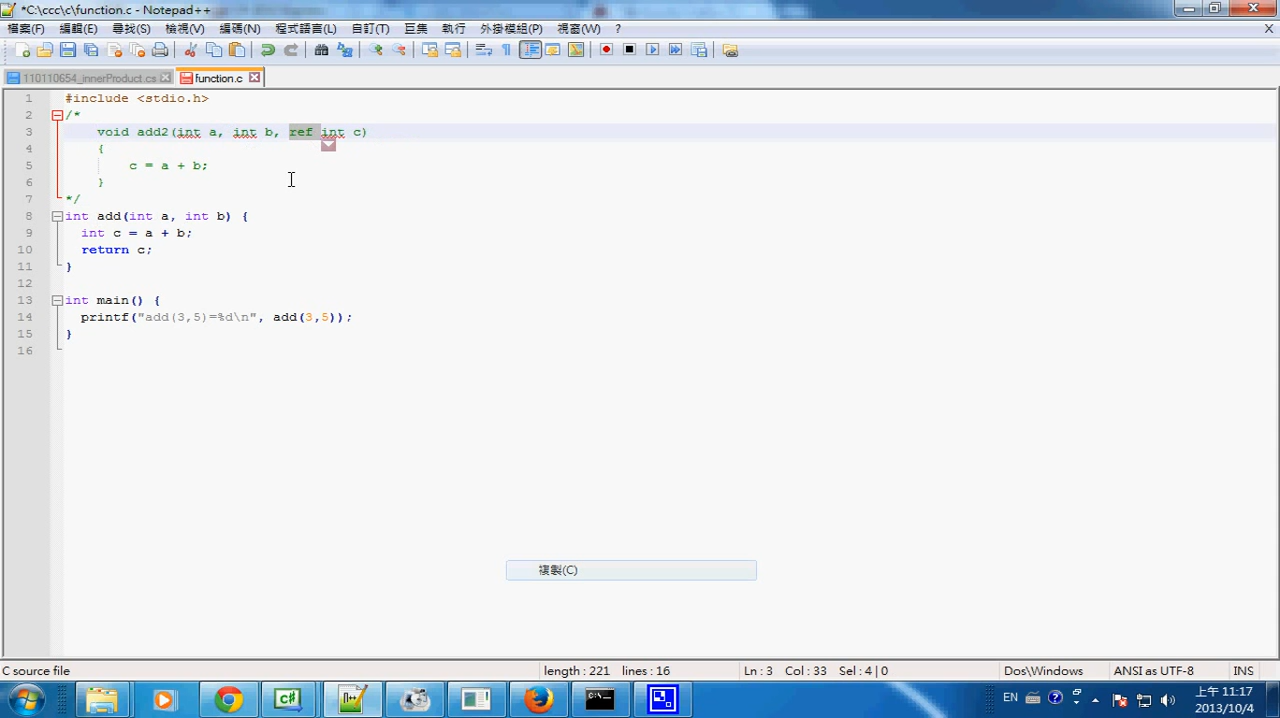 *C:\ccc\c\function.c - Notepad++
檔案(F) 編輯(E) 尋找(S) 檢視(V) 編碼(N) 程式語言(L) 自訂(T) 巨集 執行 外掛模組(P) 視窗(W) ? X
110110654_innerProduct.cs function.c
1 #include <stdio.h>
2 /*
3 void add2(int a, int b, ref int c)
4 {
5 c = a + b;
6 }
7 */
8 int add(int a, int b) {
9 int c = a + b;
10 return c;
11 }
12
13 int main() {
14 printf("add(3,5)=%d\n", add(3,5));
15 }
16
複製(C)
C source file length : 221 lines : 16 Ln : 3 Col : 33 Sel : 4 | 0 Dos\Windows ANSI as UTF-8 INS
EN 上午 11:17
2013/10/4